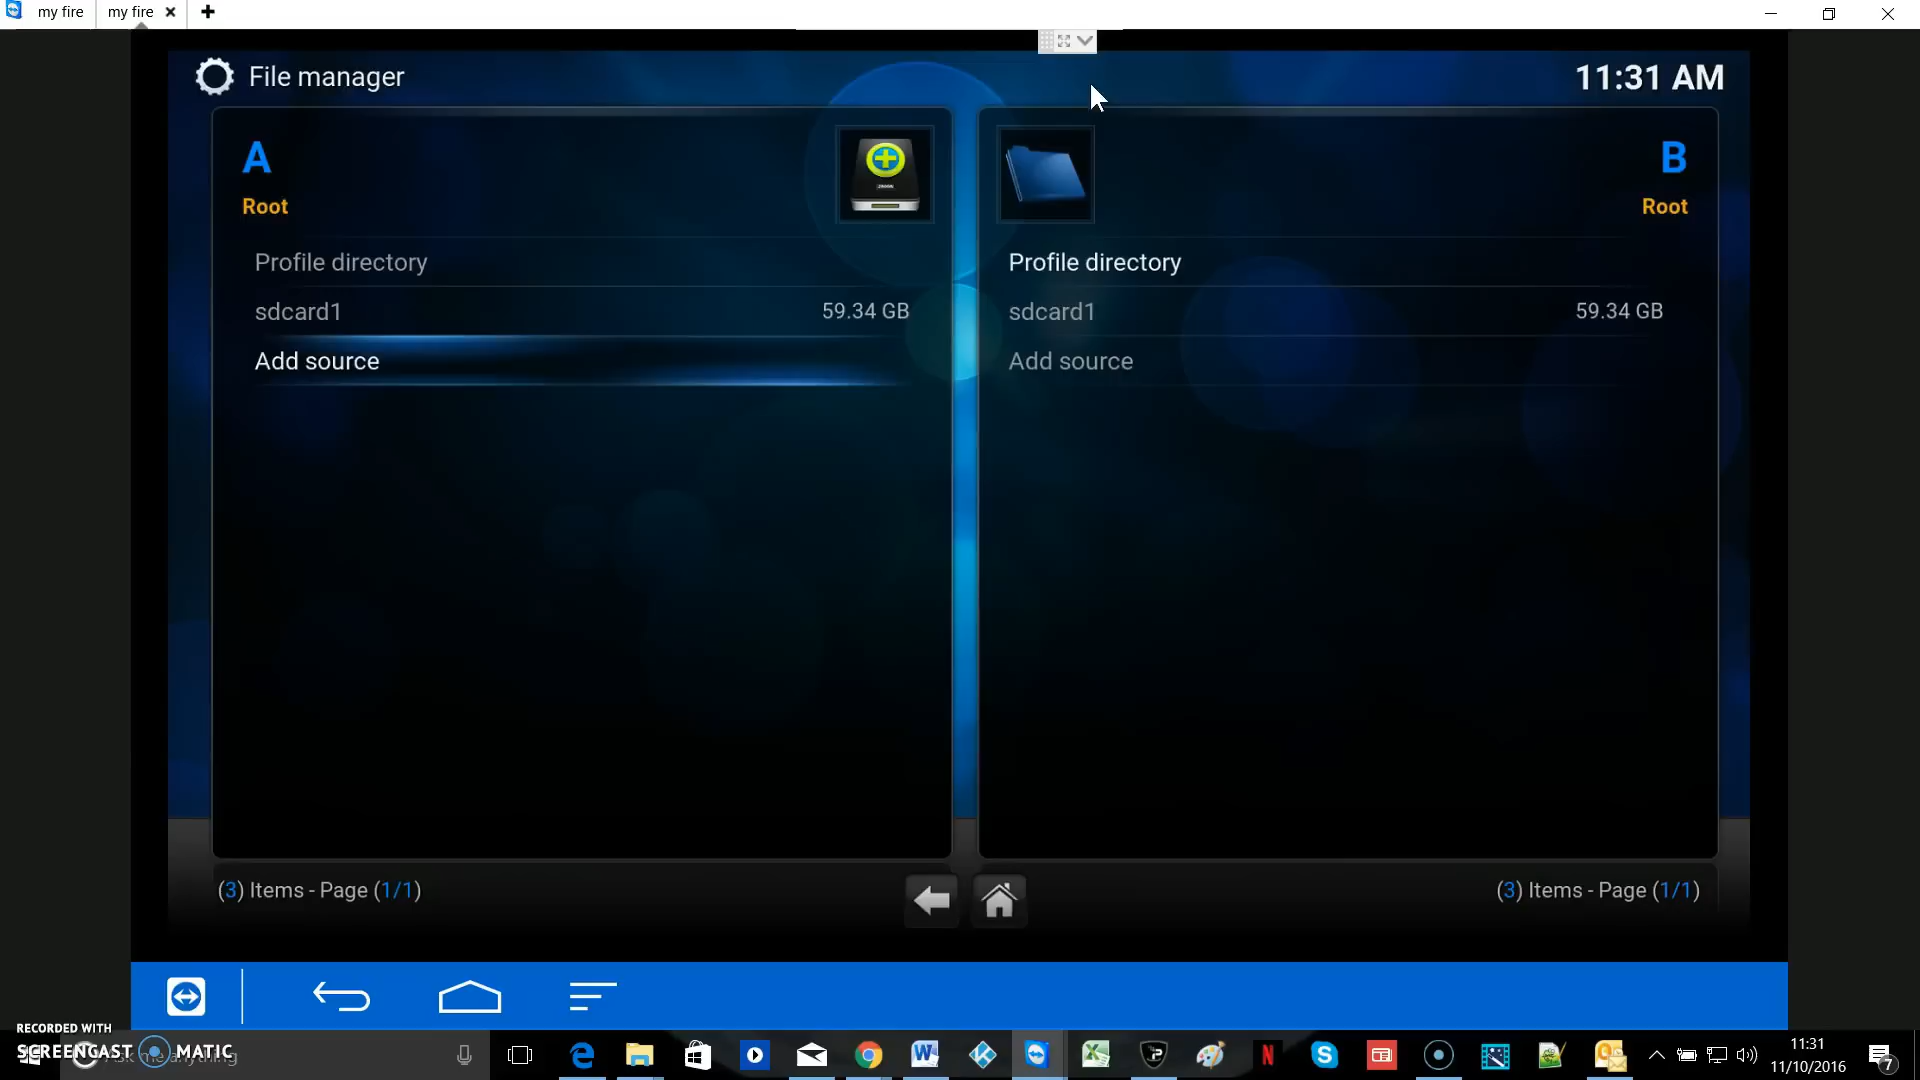 my fire
my fire
File manager
11:31 AM
A
Root
B
Root
Profile directory
sdcard1 59.34 GB
Add source
Profile directory
sdcard1 59.34 GB
Add source
(3) Items - Page (1/1)
(3) Items - Page (1/1)
RECORDED WITH
SCREENCAST MATIC
11:31
11/10/2016
7